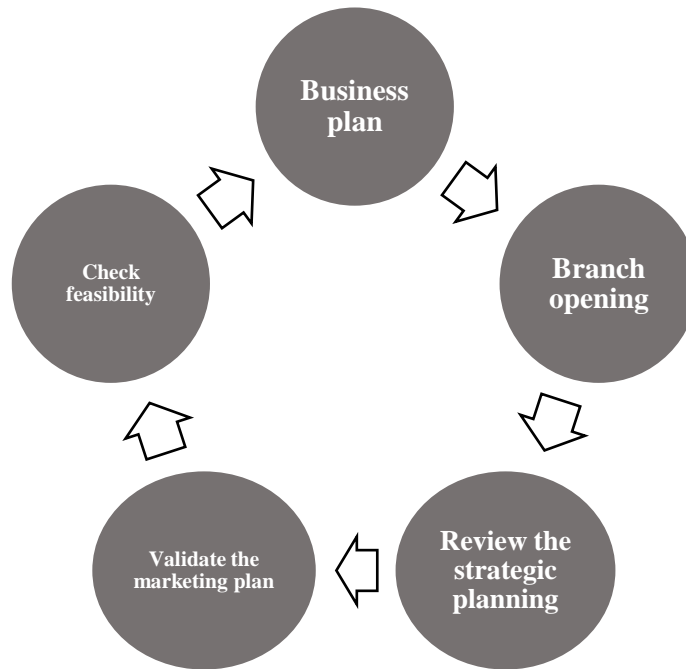 Business
plan
Branch
opening
Review the
strategic
planning
Validate the
marketing plan
Check
feasibility